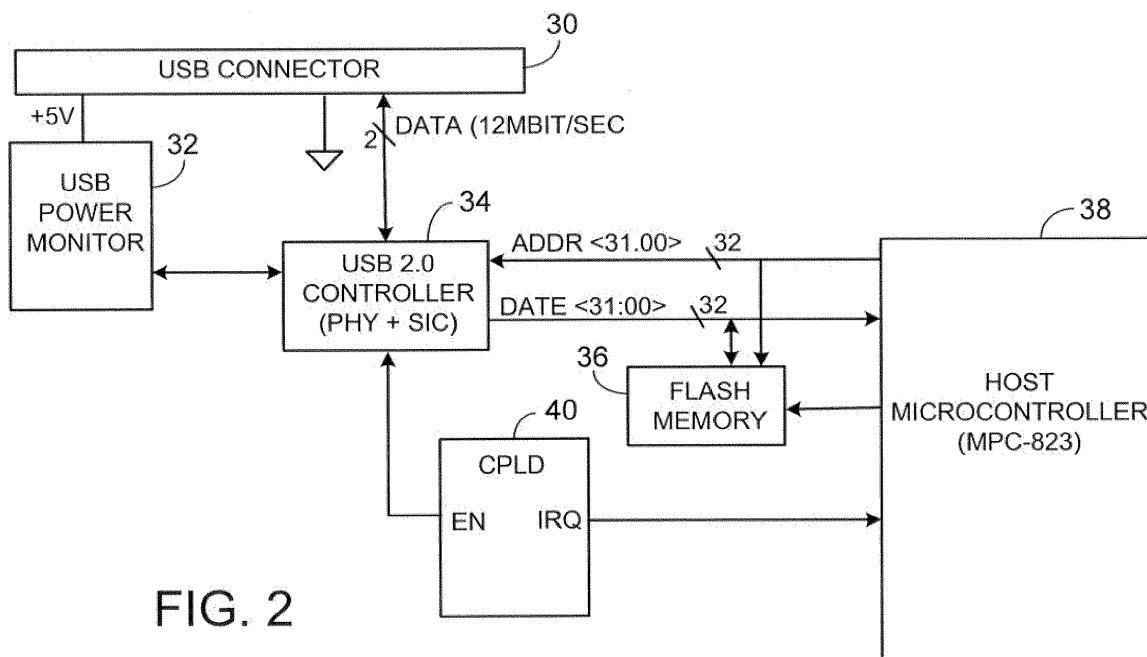 30
USB CONNECTOR
+5V
2
DATA (12MBIT/SEC
32
USB
POWER
MONITOR
34
USB 2.0
CONTROLLER
(PHY + SIC)
ADDR <31.00>
32
DATE <31:00>
32
38
HOST
MICROCONTROLLER
(MPC-823)
36
FLASH
MEMORY
40
CPLD
EN
IRQ
FIG. 2